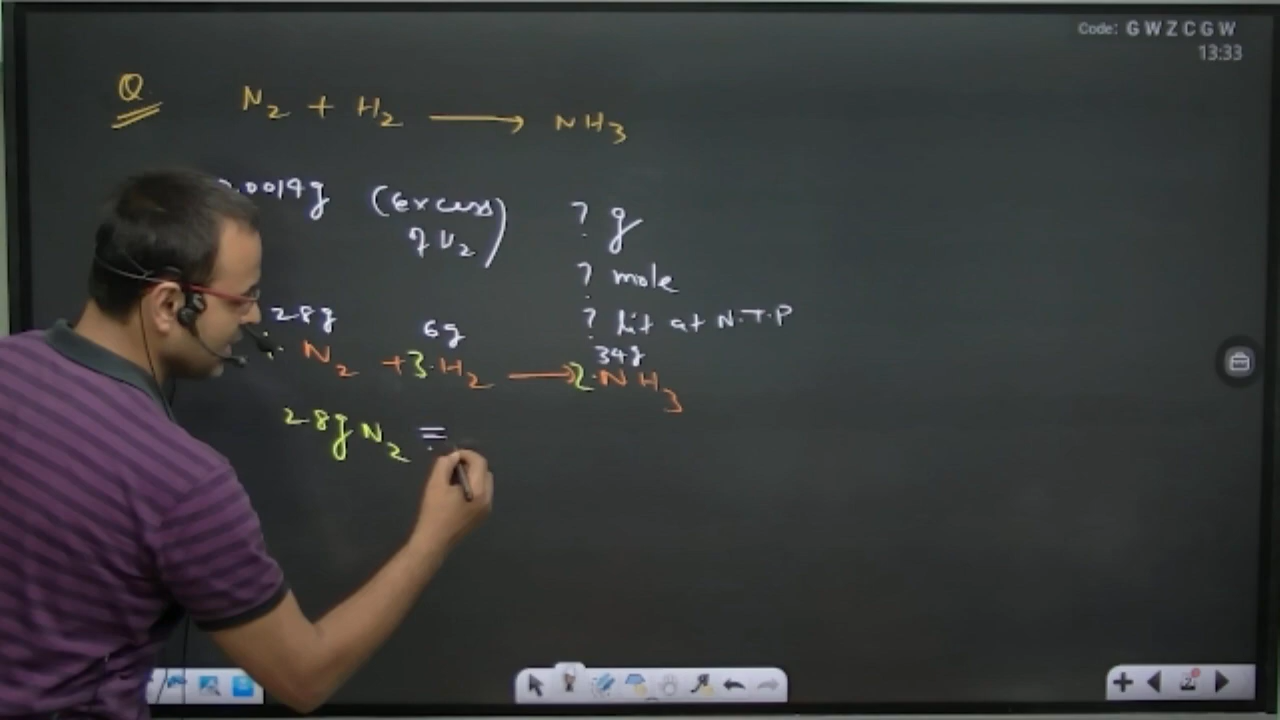 Code: G W Z C G W
13:33
Q N₂ + H₂ ⟶ NH₃
.0014g (excess) ? g
? mole
? lit at N.T.P
28g 6g 34g
N₂ + 3·H₂ ⟶ 2·NH₃
28g N₂ =